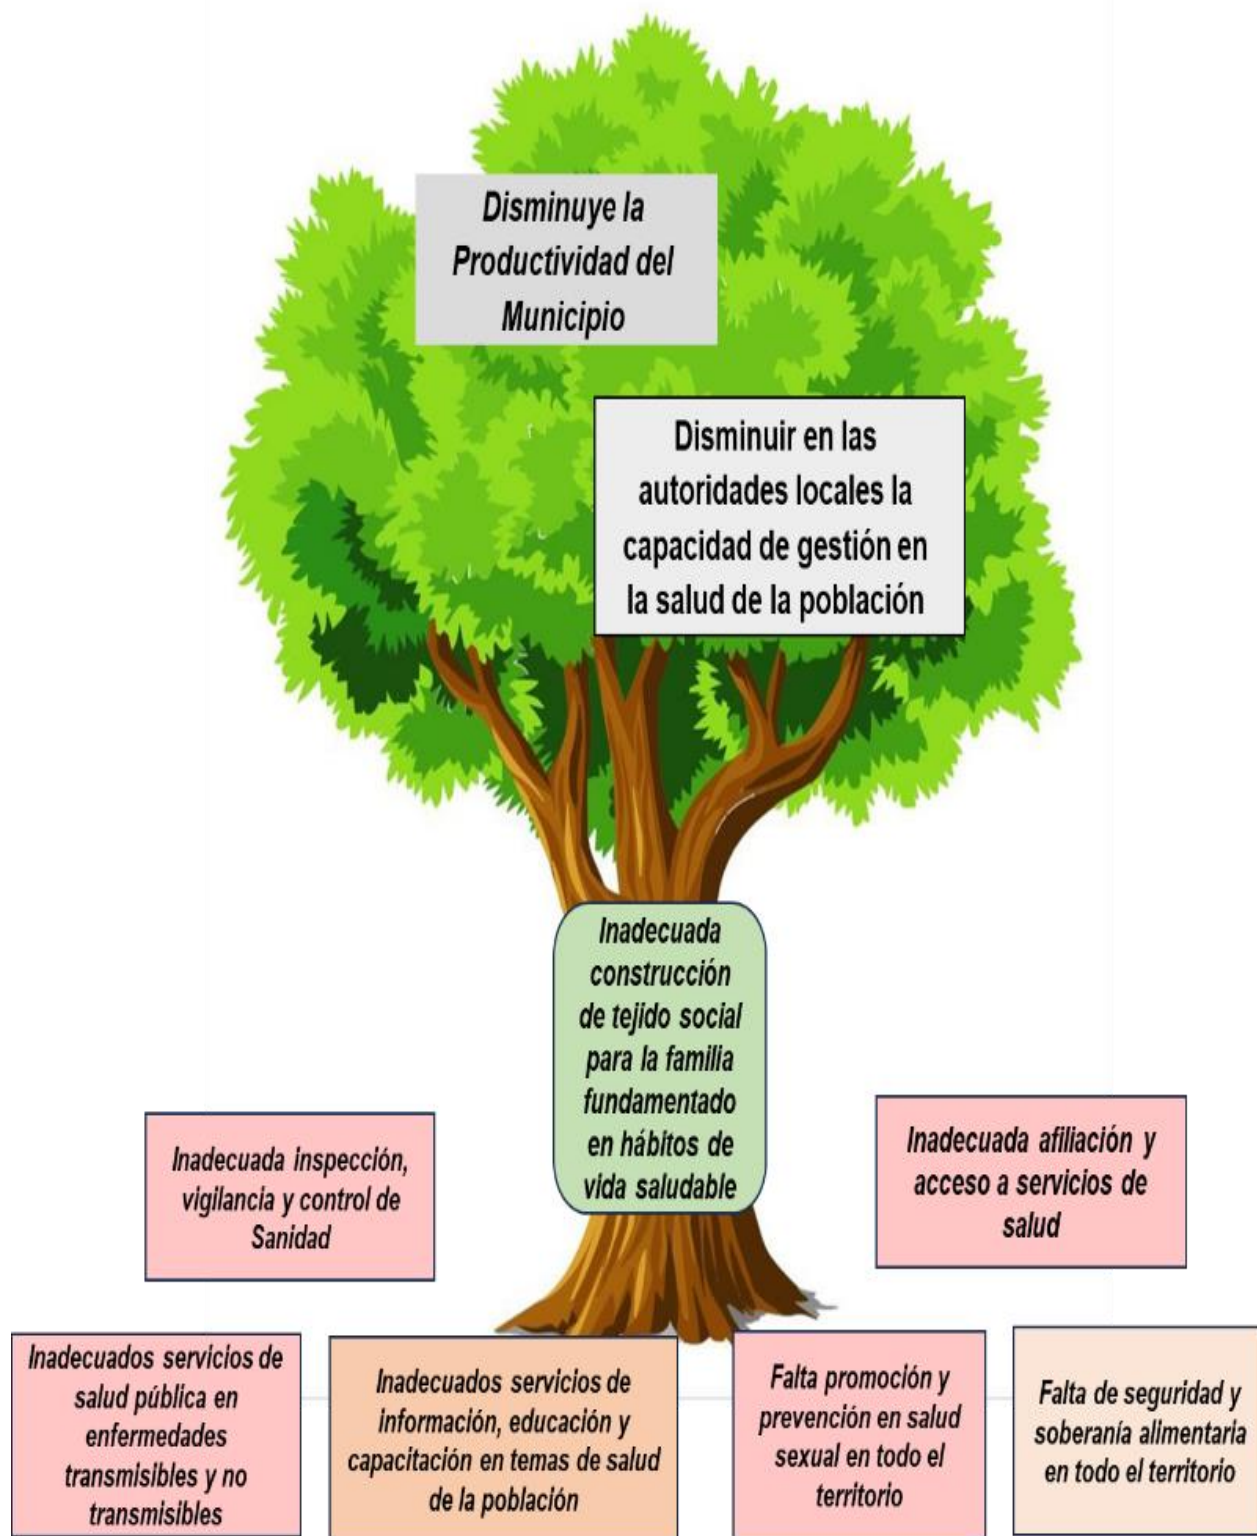 Disminuye la
Productividad del
Municipio
Disminuir en las
autoridades locales la
capacidad de gestión en
la salud de la población
Inadecuada
construcción
de tejido social
para la familia
fundamentado
en hábitos de
vida saludable
Inadecuada inspección,
vigilancia y control de
Sanidad
Inadecuada afiliación y
acceso a servicios de
salud
Inadecuados servicios de
salud pública en
enfermedades
transmisibles y no
transmisibles
Inadecuados servicios de
información, educación y
capacitación en temas de salud
de la población
Falta promoción y
prevención en salud
sexual en todo el
territorio
Falta de seguridad y
soberanía alimentaria
en todo el territorio